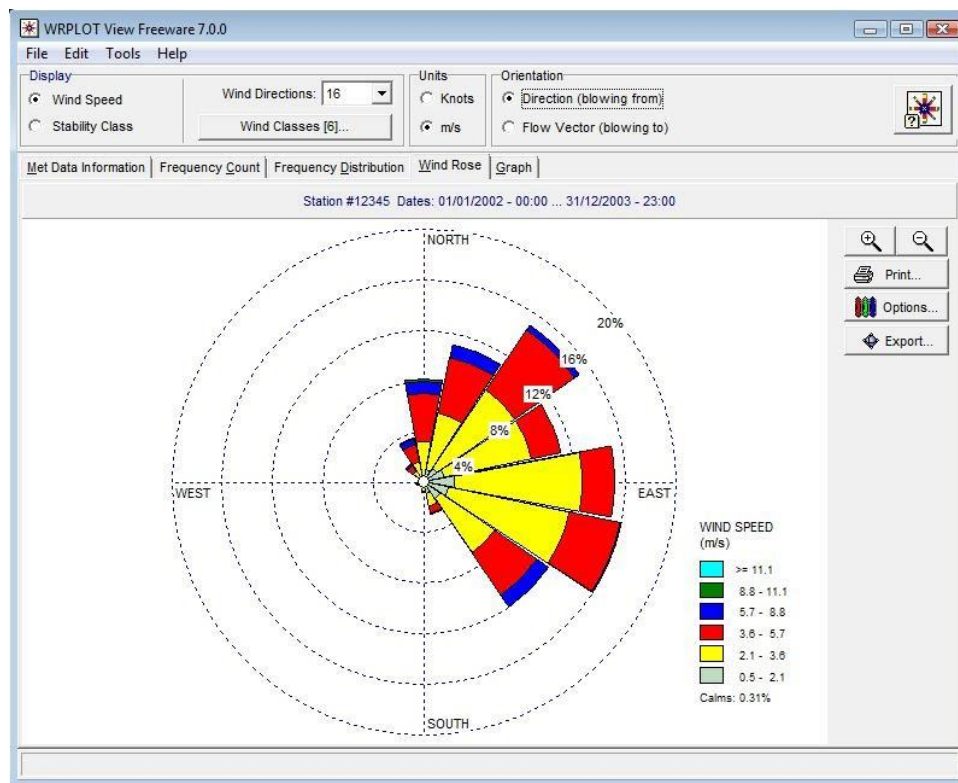 WRPLOT View Freeware 7.0.0
File Edit Tools Help
Display
Wind Speed
Stability Class
Wind Directions: 16
Wind Classes [6]...
Units
Knots
m/s
Orientation
Direction (blowing from)
Flow Vector (blowing to)
?
Met Data Information Frequency Count Frequency Distribution Wind Rose Graph
Station #12345 Dates: 01/01/2002 - 00:00 ... 31/12/2003 - 23:00
Print...
Options...
Export...
NORTH
20%
16%
12%
8%
4%
WEST
EAST
SOUTH
WIND SPEED
(m/s)
>= 11.1
8.8 - 11.1
5.7 - 8.8
3.6 - 5.7
2.1 - 3.6
0.5 - 2.1
Calms: 0.31%